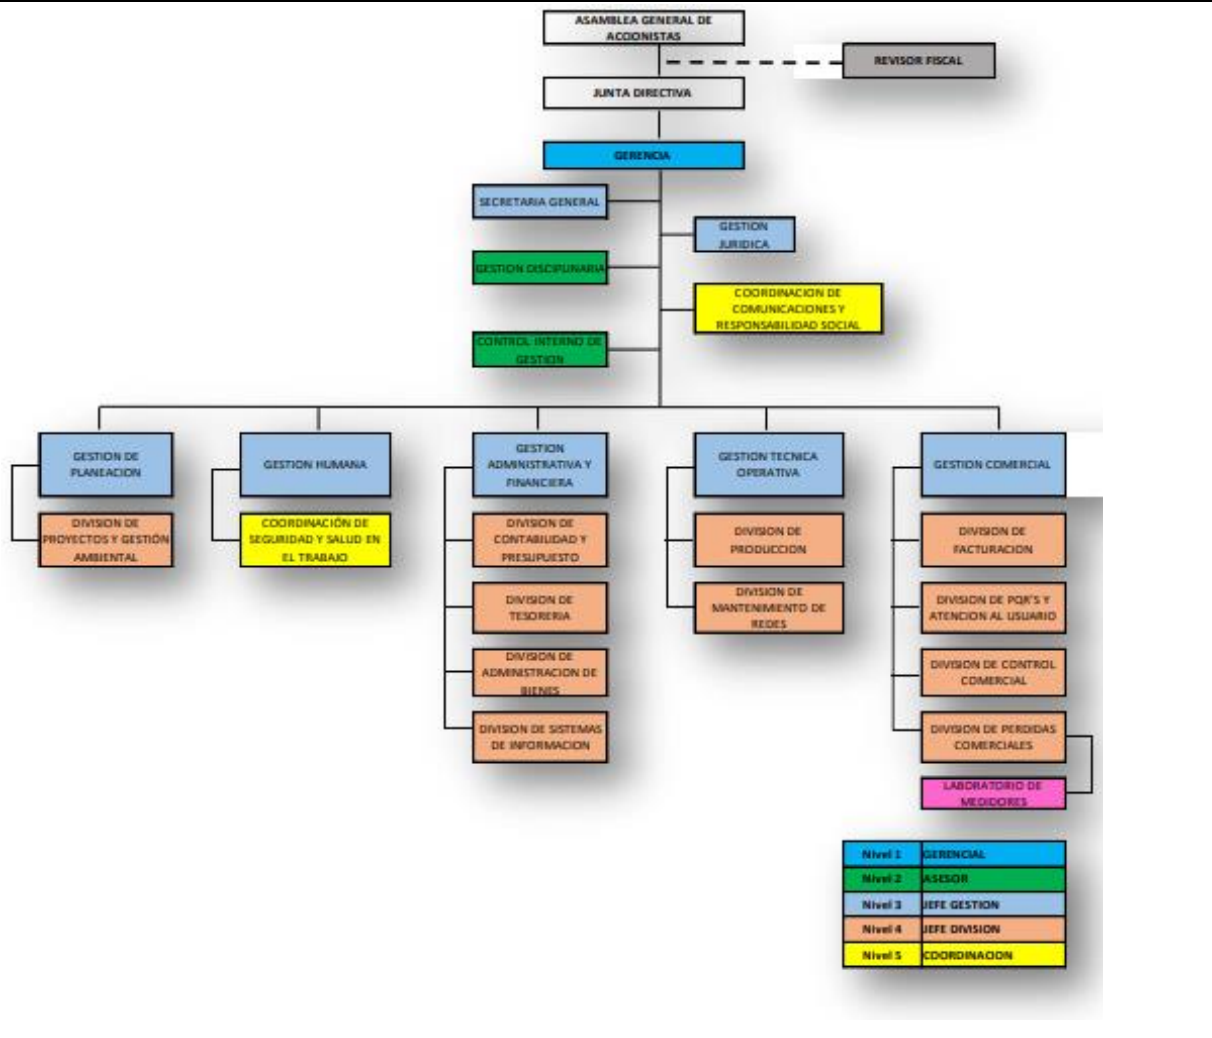 ASAMBLEA GENERAL DE
ACCIONISTAS
REVISOR FISCAL
JUNTA DIRECTIVA
GERENCIA
SECRETARIA GENERAL
GESTION
JURIDICA
GESTION DISCIPLINARIA
COORDINACION DE
COMUNICACIONES Y
RESPONSABILIDAD SOCIAL
CONTROL INTERNO DE
GESTION
GESTION DE
PLANEACION
DIVISION DE
PROYECTOS Y GESTIÓN
AMBIENTAL
GESTION HUMANA
COORDINACIÓN DE
SEGURIDAD Y SALUD EN
EL TRABAJO
GESTION
ADMINISTRATIVA Y
FINANCIERA
DIVISION DE
CONTABILIDAD Y
PRESUPUESTO
DIVISION DE
TESORERIA
DIVISION DE
ADMINISTRACION DE
BIENES
DIVISION DE SISTEMAS
DE INFORMACION
GESTION TECNICA
OPERATIVA
DIVISION DE
PRODUCCION
DIVISION DE
MANTENIMIENTO DE
REDES
GESTION COMERCIAL
DIVISION DE
FACTURACION
DIVISION DE PQR'S Y
ATENCION AL USUARIO
DIVISION DE CONTROL
COMERCIAL
DIVISION DE PERDIDAS
COMERCIALES
LABORATORIO DE
MEDIDORES
Nivel 1 GERENCIAL
Nivel 2 ASESOR
Nivel 3 JEFE GESTION
Nivel 4 JEFE DIVISION
Nivel 5 COORDINACION